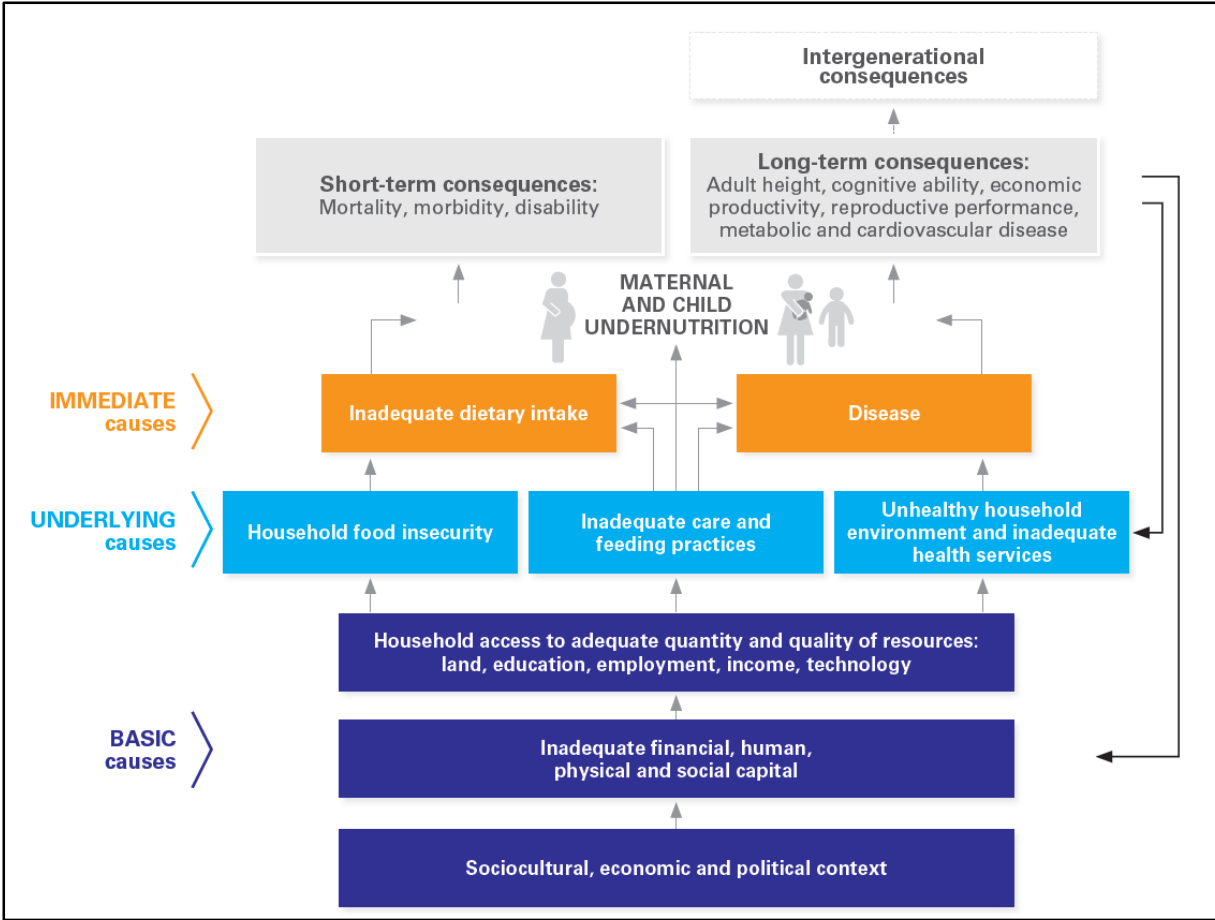 Intergenerational
consequences
Short-term consequences:
Mortality, morbidity, disability
Long-term consequences:
Adult height, cognitive ability, economic
productivity, reproductive performance,
metabolic and cardiovascular disease
MATERNAL
AND CHILD
UNDERNUTRITION
IMMEDIATE
causes
Inadequate dietary intake
Disease
UNDERLYING
causes
Household food insecurity
Inadequate care and
feeding practices
Unhealthy household
environment and inadequate
health services
Household access to adequate quantity and quality of resources:
land, education, employment, income, technology
BASIC
causes
Inadequate financial, human,
physical and social capital
Sociocultural, economic and political context